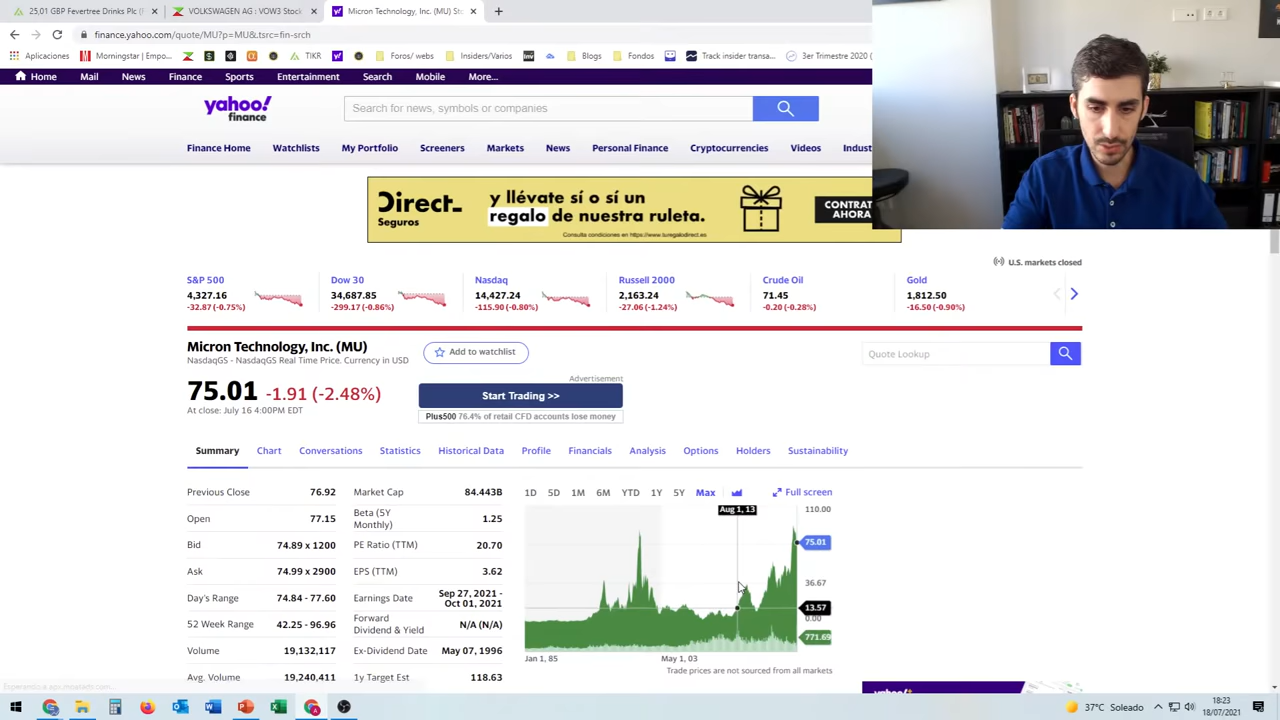 25,01 GBP Fevertree Drinks Plc (
VOLKSWAGEN AG VOW3 Stock
Micron Technology, Inc. (MU) St
finance.yahoo.com/quote/MU?p=MU&.tsrc=fin-srch
Aplicaciones
Morningstar | Empo...
TIKR
Foros/ webs
Insiders/Varios
Blogs
Fondos
Track insider transa...
3er Trimestre 2020 (
Home
Mail
News
Finance
Sports
Entertainment
Search
Mobile
More...
yahoo!
finance
Search for news, symbols or companies
Finance Home
Watchlists
My Portfolio
Screeners
Markets
News
Personal Finance
Cryptocurrencies
Videos
Indust
Direct
Seguros
y llévate sí o sí un
regalo de nuestra ruleta.
Consulta condiciones en https://www.turegalodirect.es
CONTRAT
AHORA
U.S. markets closed
S&P 500
4,327.16
-32.87 (-0.75%)
Dow 30
34,687.85
-299.17 (-0.86%)
Nasdaq
14,427.24
-115.90 (-0.80%)
Russell 2000
2,163.24
-27.06 (-1.24%)
Crude Oil
71.45
-0.20 (-0.28%)
Gold
1,812.50
-16.50 (-0.90%)
Micron Technology, Inc. (MU)
NasdaqGS - NasdaqGS Real Time Price. Currency in USD
Add to watchlist
Quote Lookup
75.01 -1.91 (-2.48%)
At close: July 16 4:00PM EDT
Advertisement
Start Trading >>
Plus500 76.4% of retail CFD accounts lose money
Summary
Chart
Conversations
Statistics
Historical Data
Profile
Financials
Analysis
Options
Holders
Sustainability
Previous Close 76.92
Open 77.15
Bid 74.89 x 1200
Ask 74.99 x 2900
Day's Range 74.84 - 77.60
52 Week Range 42.25 - 96.96
Volume 19,132,117
Avg. Volume 19,240,411
Market Cap 84.443B
Beta (5Y
Monthly) 1.25
PE Ratio (TTM) 20.70
EPS (TTM) 3.62
Earnings Date Sep 27, 2021 -
Oct 01, 2021
Forward
Dividend & Yield N/A (N/A)
Ex-Dividend Date May 07, 1996
1y Target Est 118.63
1D 5D 1M 6M YTD 1Y 5Y Max
Full screen
Aug 1, 13
110.00
75.01
36.67
13.57
0.00
771.69
Jan 1, 85
May 1, 03
Trade prices are not sourced from all markets
yahoo!
37°C Soleado
18:23
18/07/2021